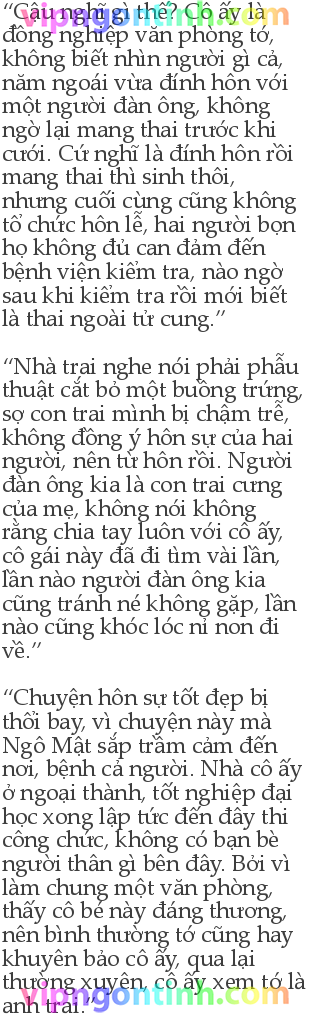 “Cậu nghĩ gì thế? Cô ấy là
đồng nghiệp văn phòng tớ,
không biết nhìn người gì cả,
năm ngoái vừa đính hôn với
một người đàn ông, không
ngờ lại mang thai trước khi
cưới. Cứ nghĩ là đính hôn rồi
mang thai thì sinh thôi,
nhưng cuối cùng cũng không
tổ chức hôn lễ, hai người bọn
họ không đủ can đảm đến
bệnh viện kiểm tra, nào ngờ
sau khi kiểm tra rồi mới biết
là thai ngoài tử cung.”
“Nhà trai nghe nói phải phẫu
thuật cắt bỏ một buồng trứng,
sợ con trai mình bị chậm trễ,
không đồng ý hôn sự của hai
người, nên từ hôn rồi. Người
đàn ông kia là con trai cưng
của mẹ, không nói không
rằng chia tay luôn với cô ấy,
cô gái này đã đi tìm vài lần,
lần nào người đàn ông kia
cũng tránh né không gặp, lần
nào cũng khóc lóc nỉ non đi
về.”
“Chuyện hôn sự tốt đẹp bị
thổi bay, vì chuyện này mà
Ngô Mật sắp trầm cảm đến
nơi, bệnh cả người. Nhà cô ấy
ở ngoại thành, tốt nghiệp đại
học xong lập tức đến đây thi
công chức, không có bạn bè
người thân gì bên đây. Bởi vì
làm chung một văn phòng,
thấy cô bé này đáng thương,
nên bình thường tớ cũng hay
khuyên bảo cô ấy, qua lại
thường xuyên, cô ấy xem tớ là
anh trai.”
vipngontinh.com
vipngontinh.com